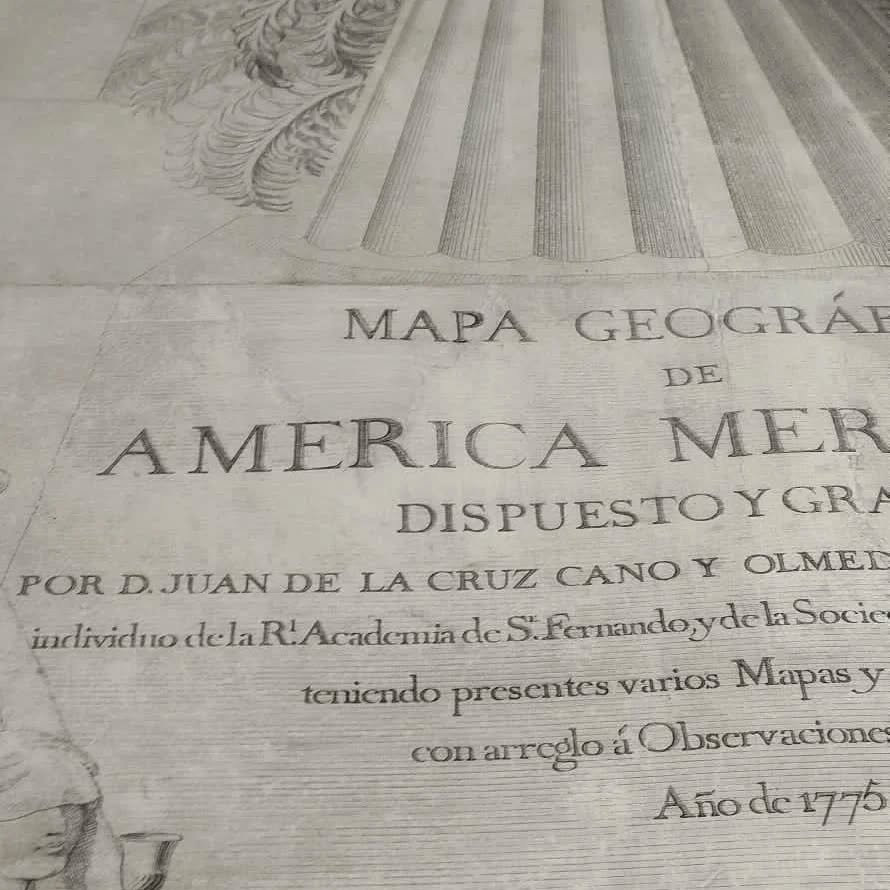 MAPA GEOGRÁF
DE
AMERICA MER
DISPUESTO Y GRA
POR D. JUAN DE LA CRUZ CANO Y OLMED
individuo de la R.l Academia de Sn. Fernando, y de la Socie
teniendo presentes varios Mapas y
con arreglo á Observaciones
Año de 1775